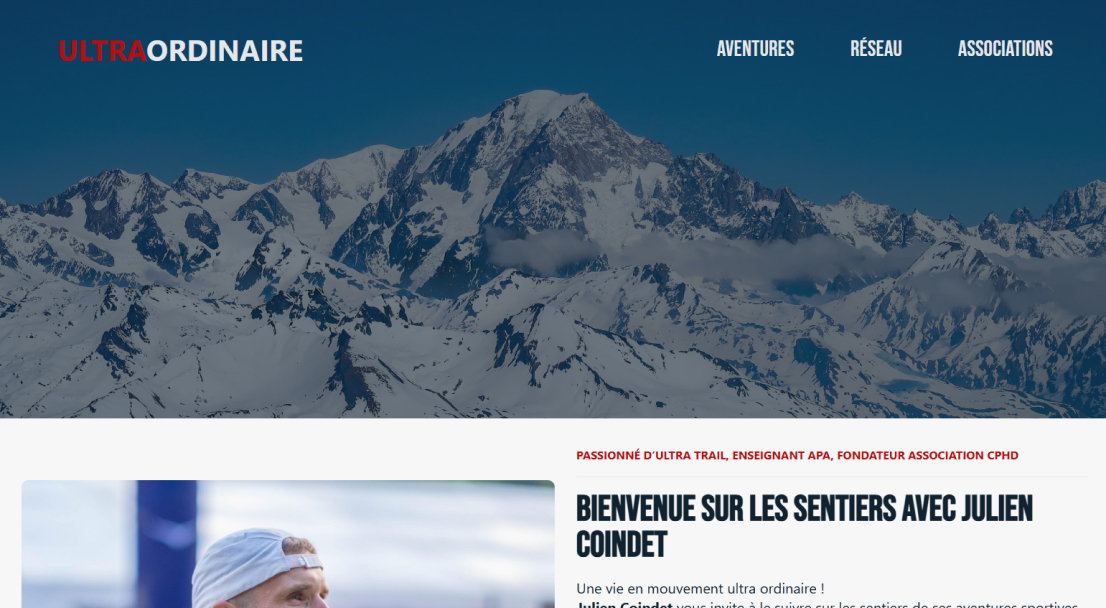 ULTRAORDINAIRE
AVENTURES
RÉSEAU
ASSOCIATIONS
PASSIONNÉ D'ULTRA TRAIL, ENSEIGNANT APA, FONDATEUR ASSOCIATION CPHD
BIENVENUE SUR LES SENTIERS AVEC JULIEN
COINDET
Une vie en mouvement ultra ordinaire !
Julien Coindet vous invite à le suivre sur les sentiers de ses aventures sportives